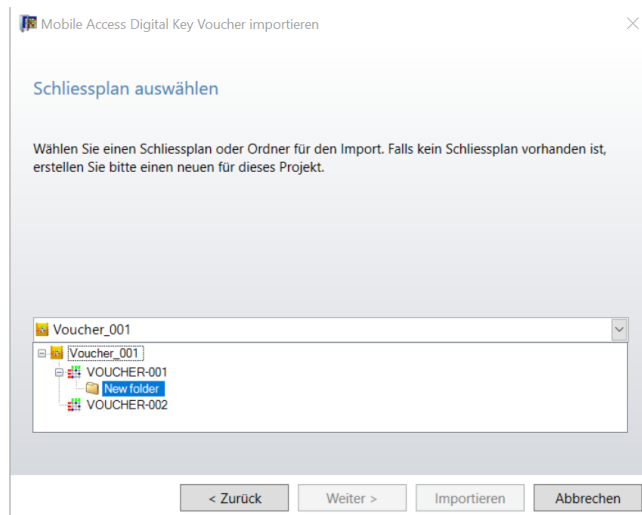 Mobile Access Digital Key Voucher importieren
Schliessplan auswählen
Wählen Sie einen Schliessplan oder Ordner für den Import. Falls kein Schliessplan vorhanden ist,
erstellen Sie bitte einen neuen für dieses Projekt.
Voucher_001
Voucher_001
VOUCHER-001
New folder
VOUCHER-002
< Zurück Weiter > Importieren Abbrechen